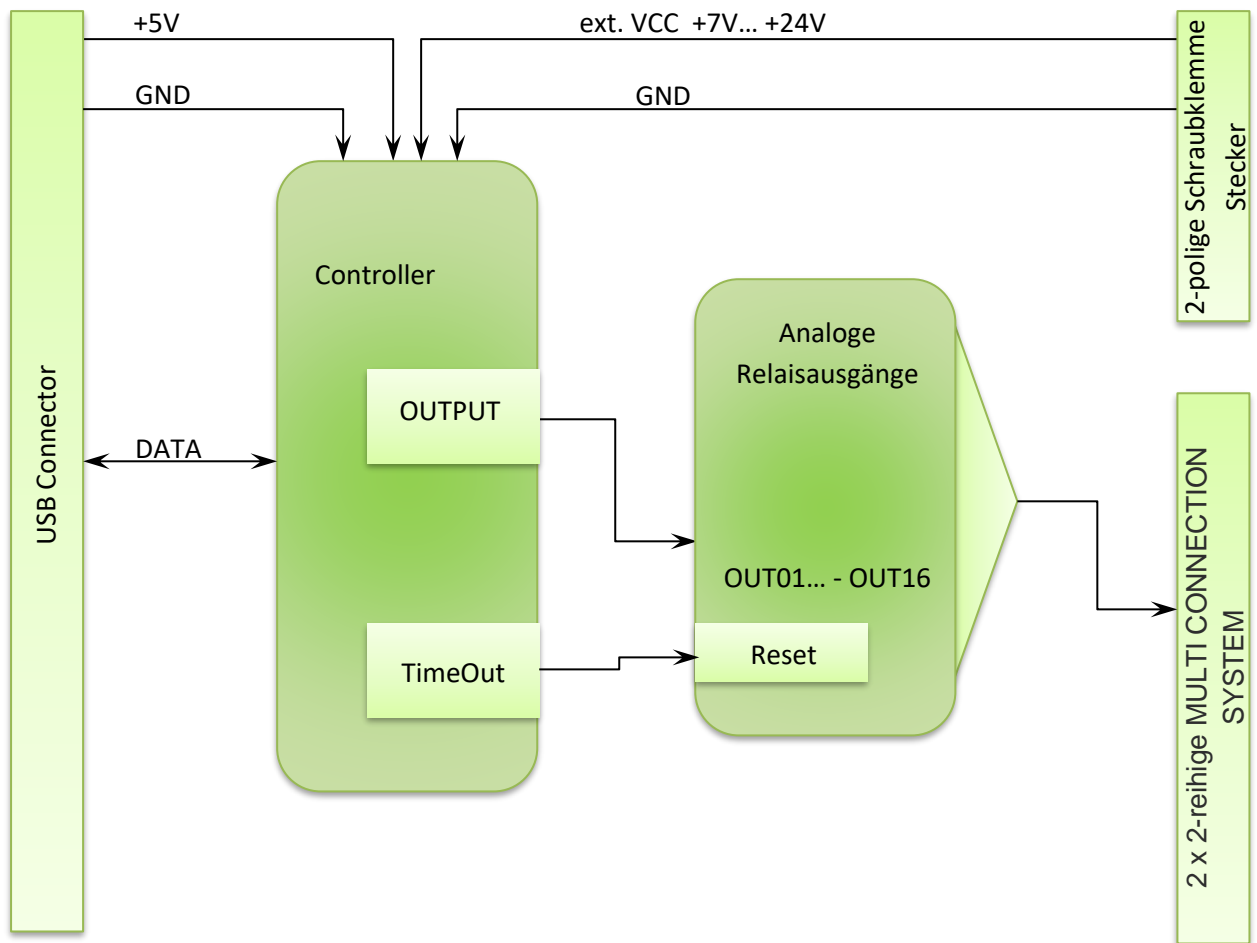 +5V
ext. VCC +7V... +24V
GND
GND
2-polige Schraubklemme
Stecker
Controller
Analoge
Relaisausgänge
USB Connector
OUTPUT
DATA
OUT01... - OUT16
TimeOut
Reset
2 x 2-reihige MULTI CONNECTION
SYSTEM